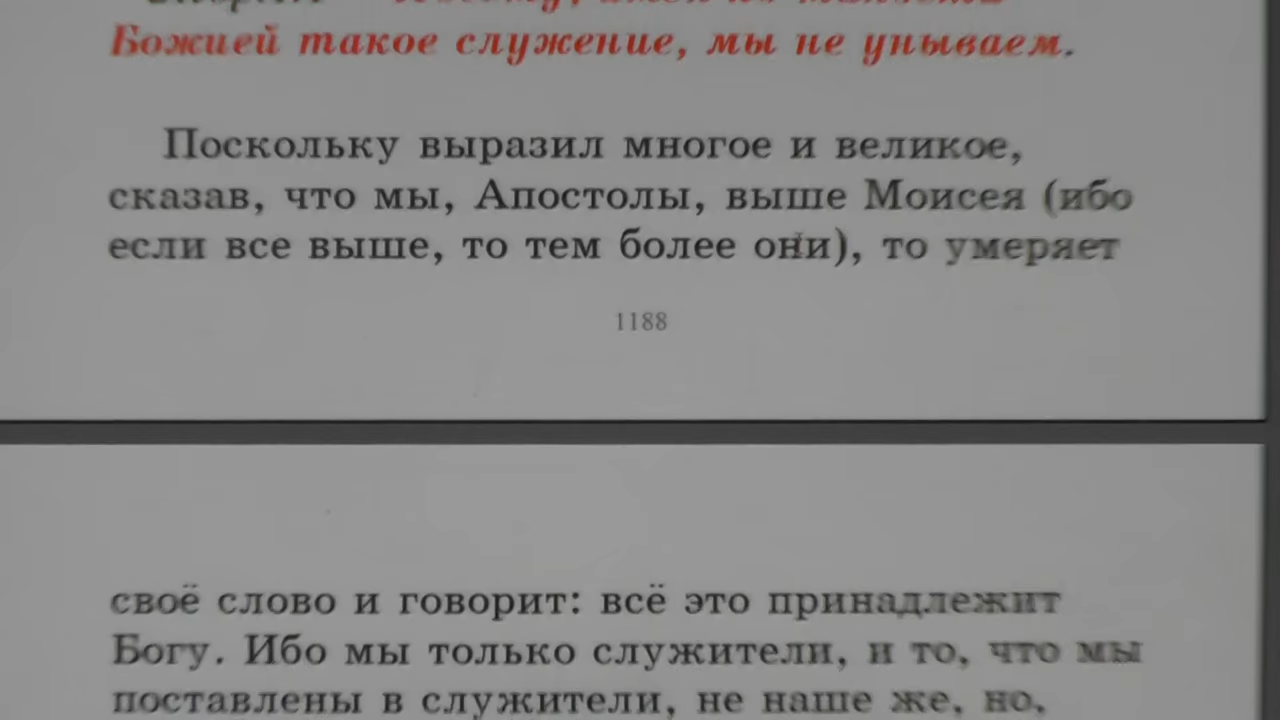 Божией такое служение, мы не унываем.
Поскольку выразил многое и великое,
сказав, что мы, Апостолы, выше Моисея (ибо
если все выше, то тем более они), то умеряет
1188
своё слово и говорит: всё это принадлежит
Богу. Ибо мы только служители, и то, что мы
поставлены в служители, не наше же, но,